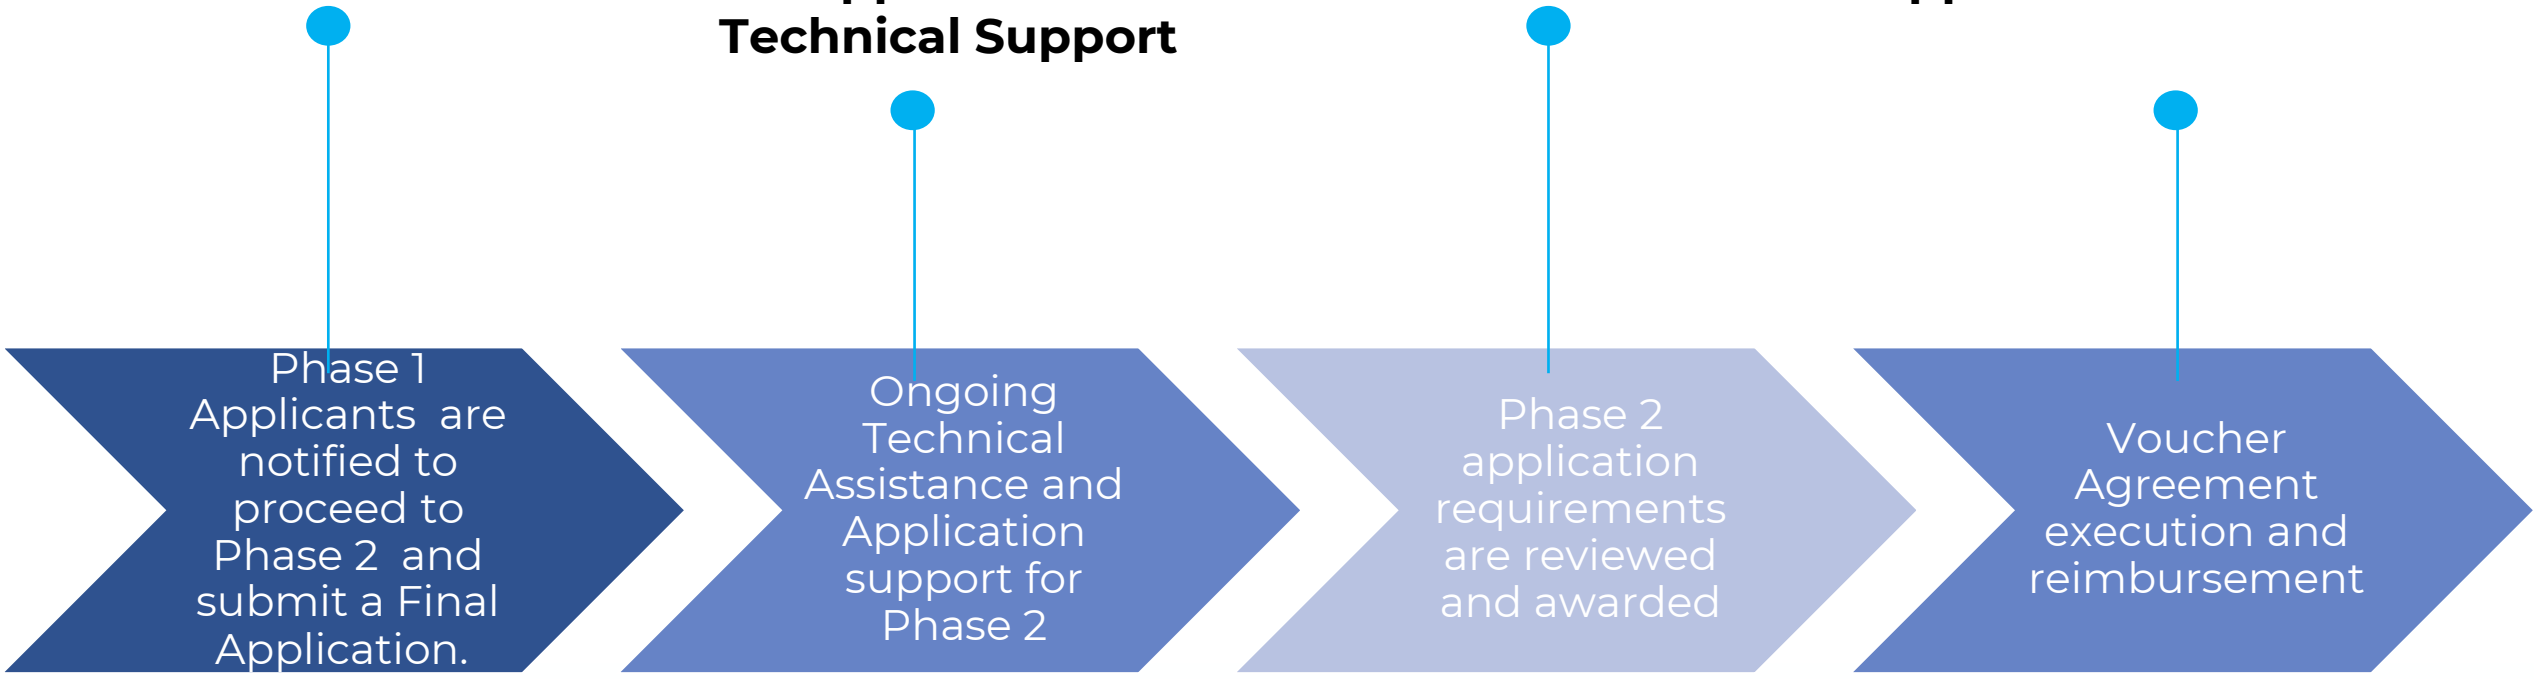 Technical Support
Phase 1
Applicants  are
notified to
proceed to
Phase 2  and
submit a Final
Application.
Ongoing
Technical
Assistance and
Application
support for
Phase 2
Phase 2
application
requirements
are reviewed
and awarded
Voucher
Agreement
execution and
reimbursement